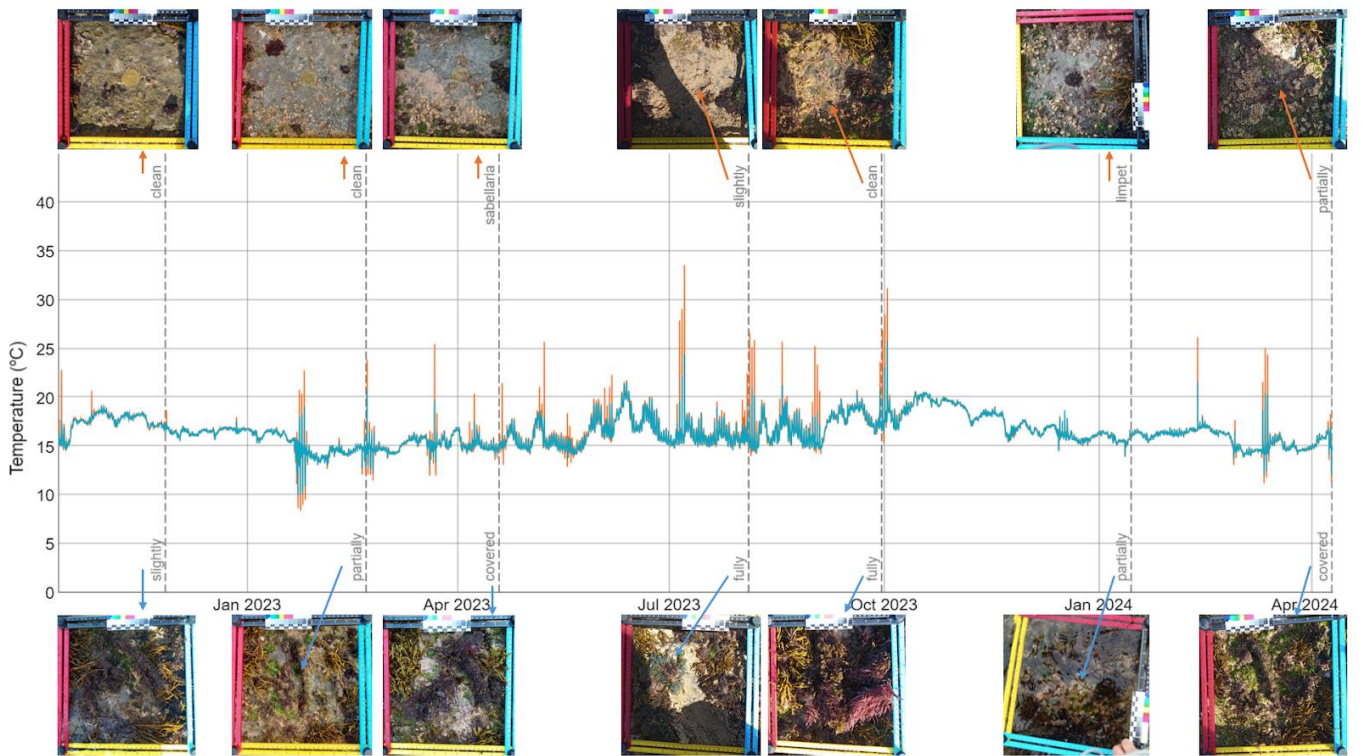 clean
clean
sabellaria
slightly
clean
limpet
partially
40
35
30
25
20
15
10
5
0
Temperature (ºC)
slightly
partially
covered
fully
fully
partially
covered
Jan 2023
Apr 2023
Jul 2023
Oct 2023
Jan 2024
Apr 2024